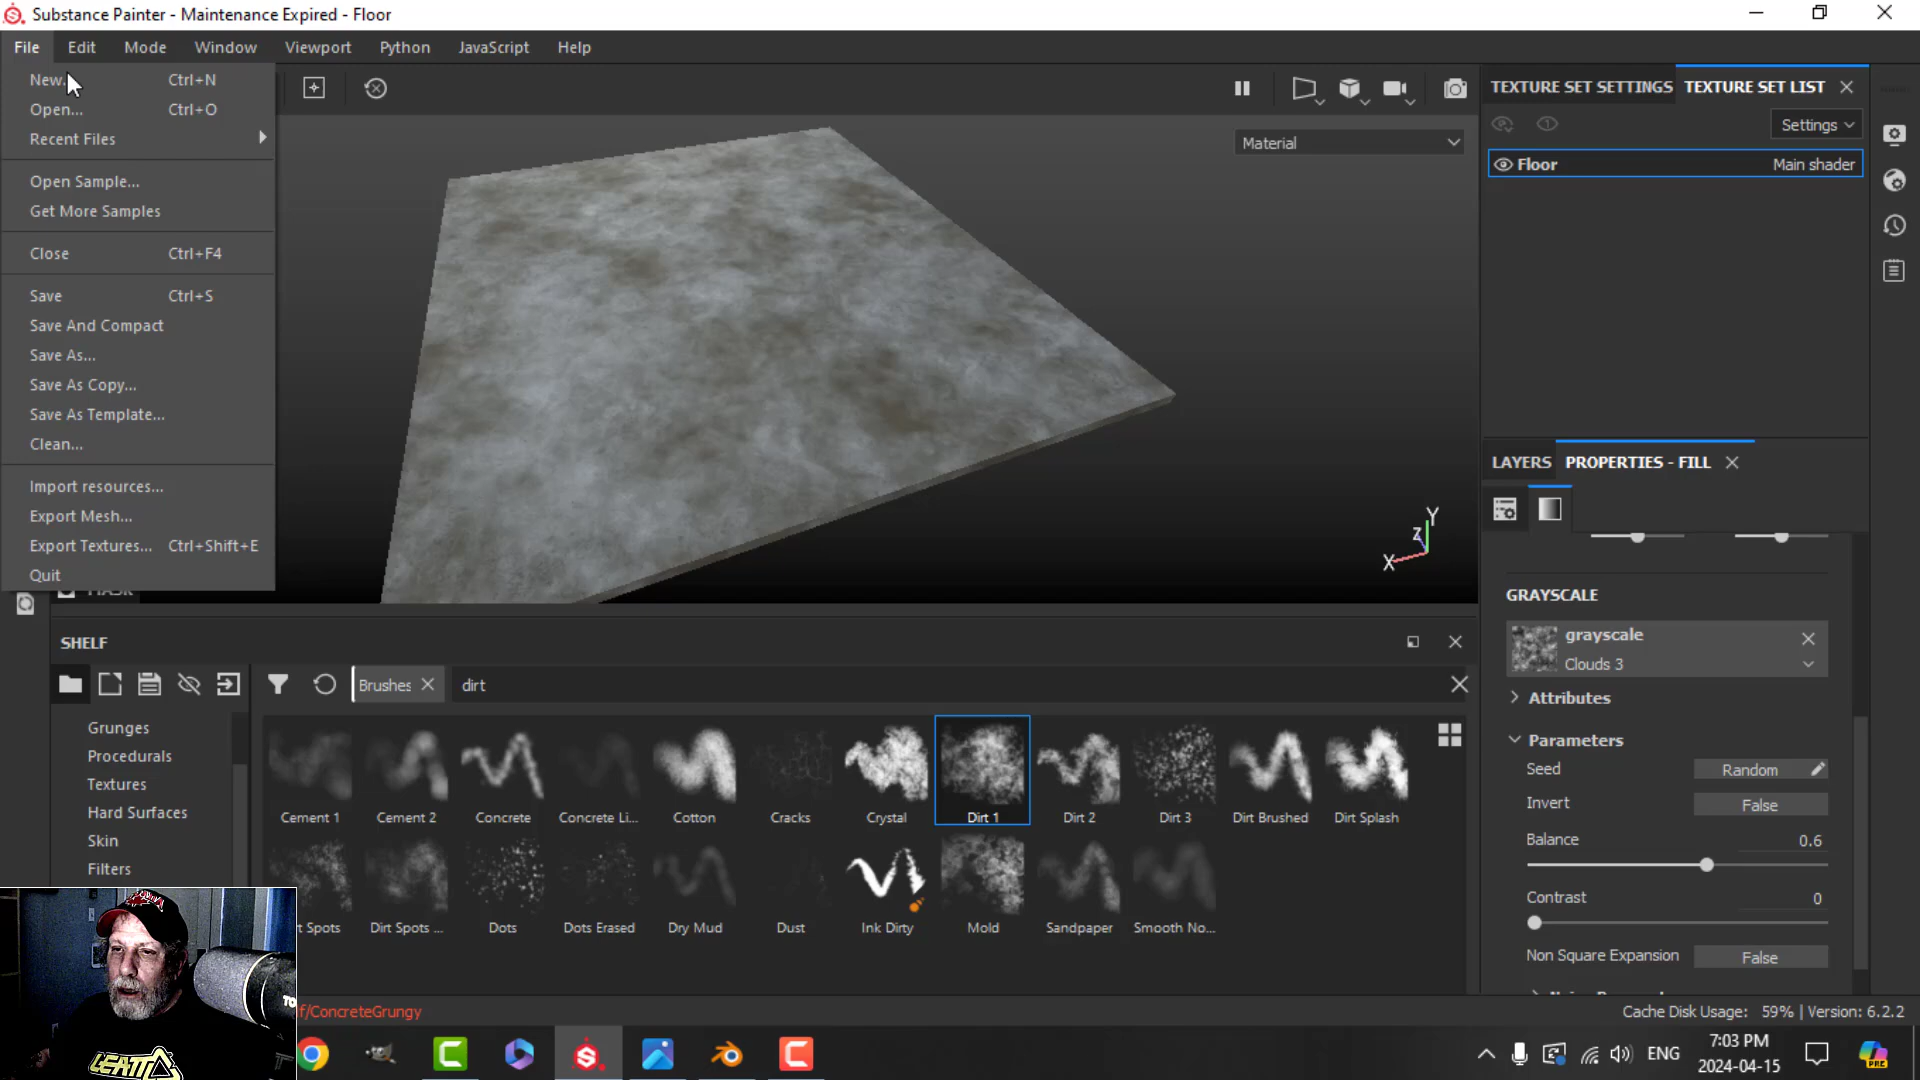 Substance Painter - Maintenance Expired - Floor
File Edit Mode Window Viewport Python JavaScript Help
New... Ctrl+N
Open... Ctrl+O
Recent Files
Open Sample...
Get More Samples
Close Ctrl+F4
Save Ctrl+S
Save And Compact
Save As...
Save As Copy...
Save As Template...
Clean...
Import resources...
Export Mesh...
Export Textures... Ctrl+Shift+E
Quit
MASK
Material
Y
Z
X
TEXTURE SET SETTINGS TEXTURE SET LIST
Settings
Floor Main shader
LAYERS PROPERTIES - FILL
GRAYSCALE
grayscale
Clouds 3
Attributes
Parameters
Seed Random
Invert False
Balance 0.6
Contrast 0
Non Square Expansion False
SHELF
Brushes dirt
Grunges
Procedurals
Textures
Hard Surfaces
Skin
Filters
Cement 1 Cement 2 Concrete Concrete Li... Cotton Cracks Crystal Dirt 1 Dirt 2 Dirt 3 Dirt Brushed Dirt Splash
t Spots Dirt Spots ... Dots Dots Erased Dry Mud Dust Ink Dirty Mold Sandpaper Smooth No...
f/ConcreteGrungy
Cache Disk Usage: 59% | Version: 6.2.2
ENG
7:03 PM
2024-04-15
PRE
LEATT
TO